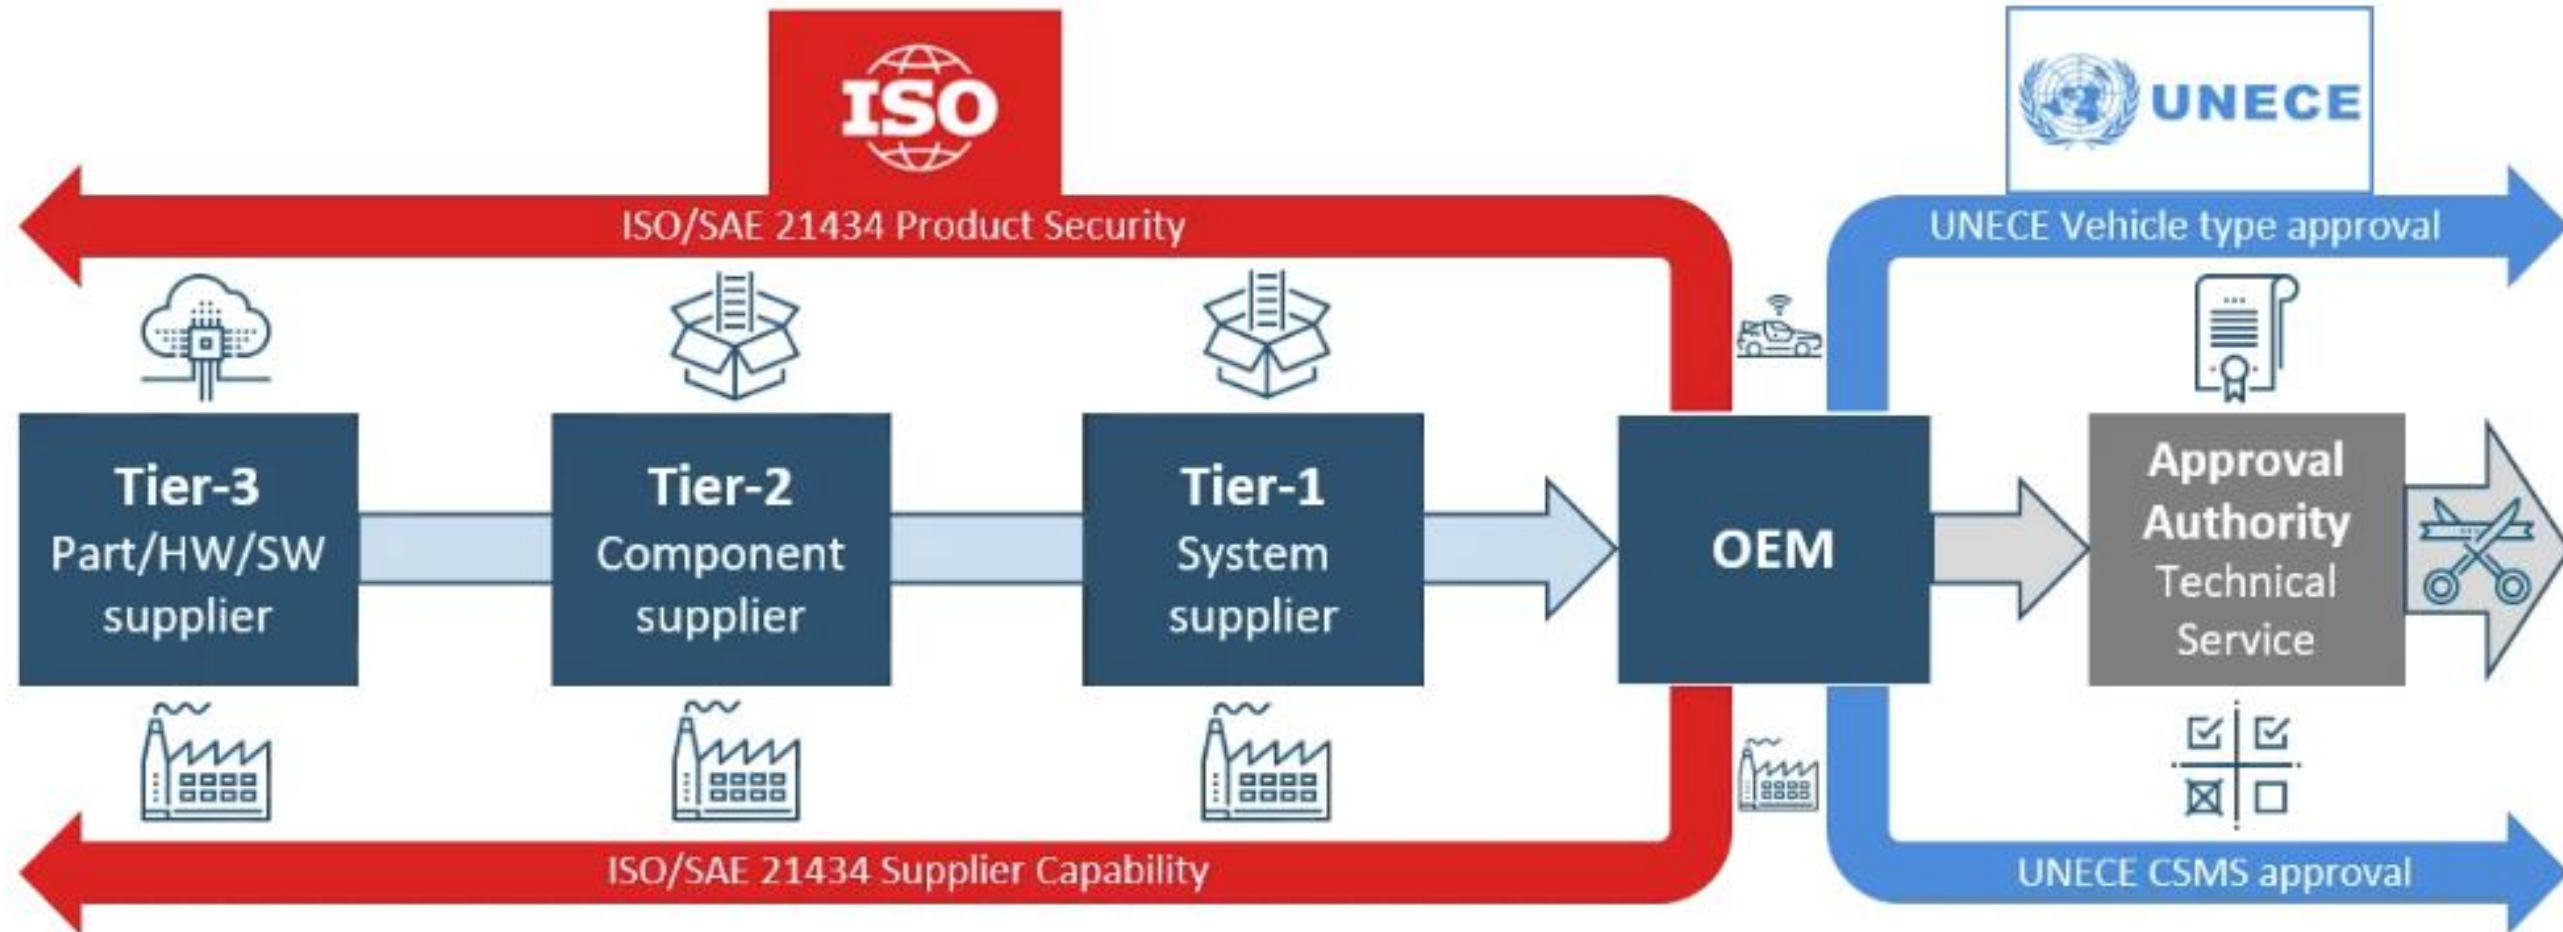 ISO
UNECE
ISO/SAE 21434 Product Security
UNECE Vehicle type approval
Tier-3
Part/HW/SW
supplier
Tier-2
Component
supplier
Tier-1
System
supplier
OEM
Approval
Authority
Technical
Service
ISO/SAE 21434 Supplier Capability
UNECE CSMS approval